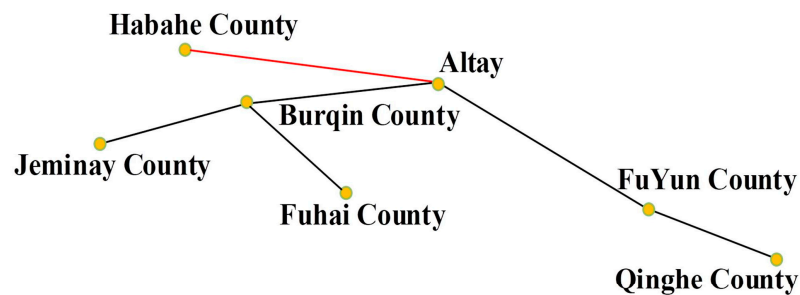 Habahe County
Altay
Burqin County
Jeminay County
FuYun County
Fuhai County
Qinghe County